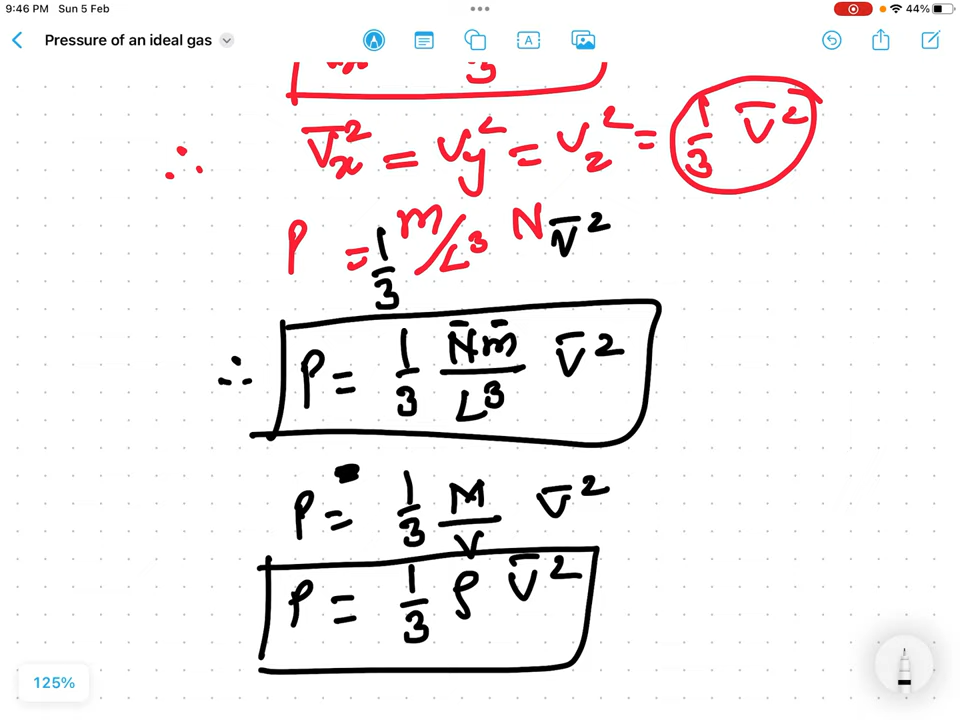 9:46 PM Sun 5 Feb 44%
Pressure of an ideal gas
3
∴ V̄x² = Vy² = Vz² = 1/3 V̄²
P = 1/3 m/L³ N V̄²
∴ P = 1/3 N̄m̄/L³ V̄²
P = 1/3 M/V V̄²
P = 1/3 ρ V̄²
125%